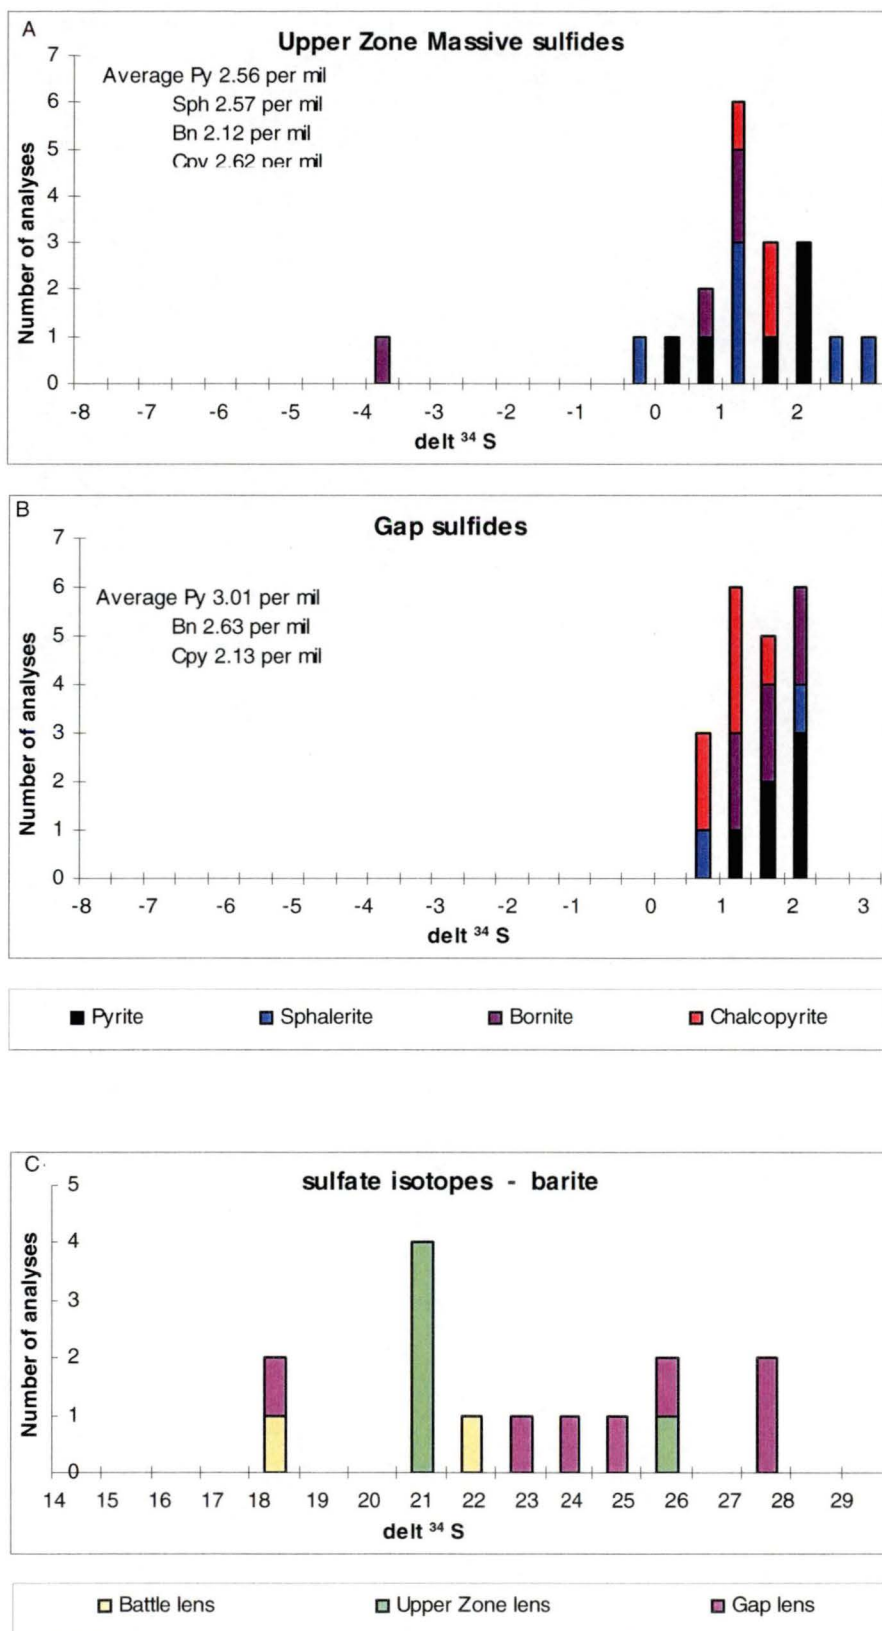 A
Upper Zone Massive sulfides
Average Py 2.56 per mil
Sph 2.57 per mil
Bn 2.12 per mil
Cpy 2.62 per mil
Number of analyses
7
6
5
4
3
2
1
0
-8 -7 -6 -5 -4 -3 -2 -1 0 1 2
delt ³⁴ S
B
Gap sulfides
Average Py 3.01 per mil
Bn 2.63 per mil
Cpy 2.13 per mil
Number of analyses
7
6
5
4
3
2
1
0
-8 -7 -6 -5 -4 -3 -2 -1 0 1 2 3
delt ³⁴ S
Pyrite Sphalerite Bornite Chalcopyrite
C
sulfate isotopes - barite
Number of analyses
5
4
3
2
1
0
14 15 16 17 18 19 20 21 22 23 24 25 26 27 28 29
delt ³⁴ S
Battle lens Upper Zone lens Gap lens